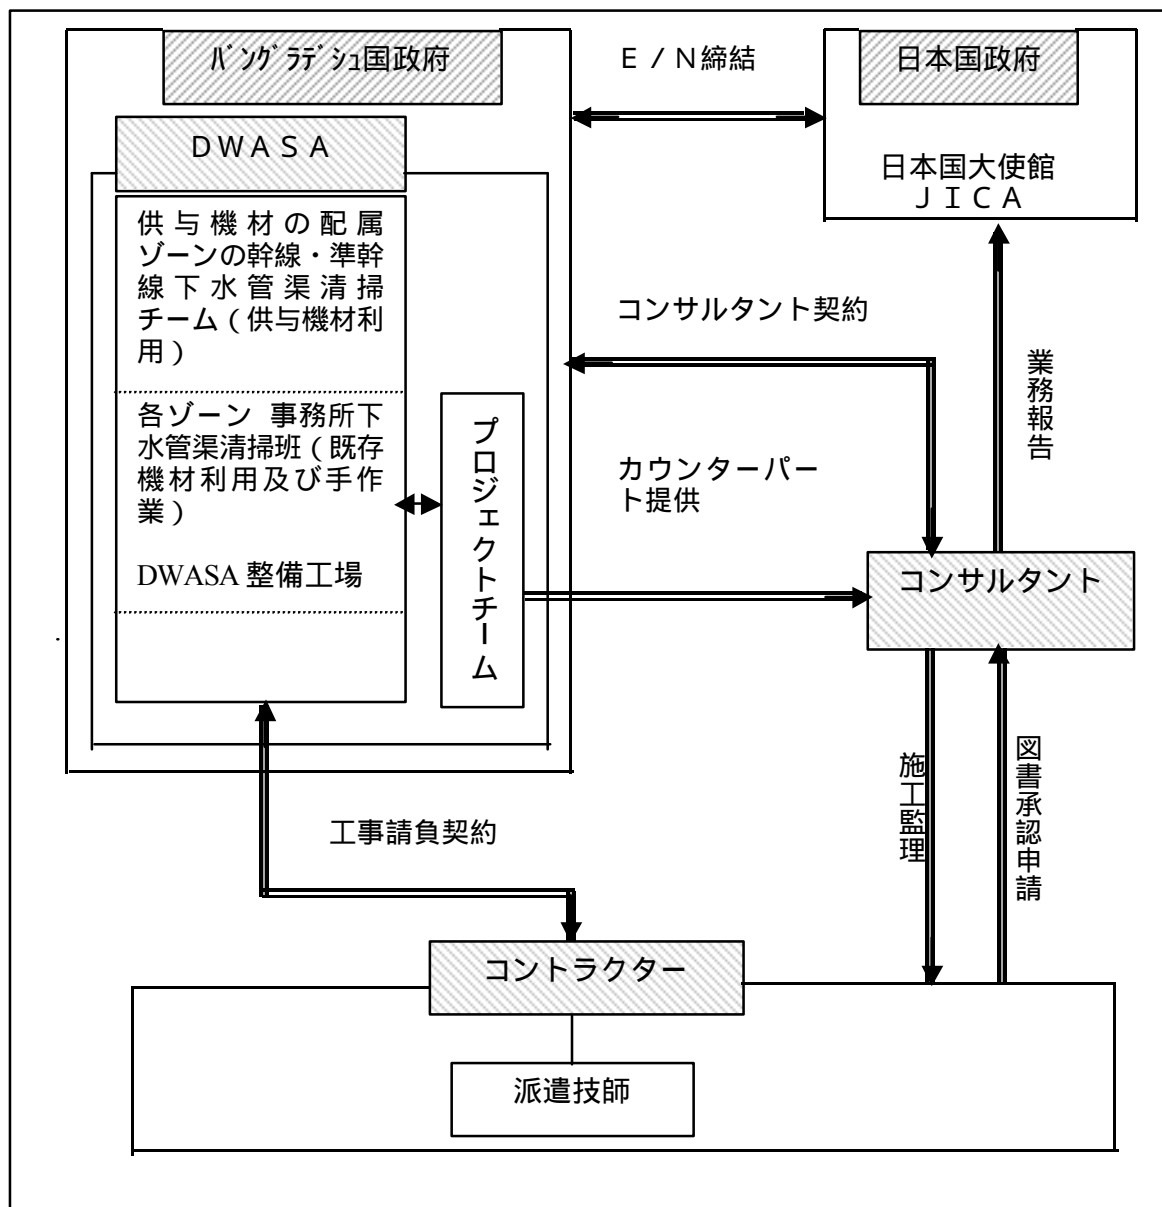 ﾊﾞﾝｸﾞﾗﾃﾞｼｭ国政府
E/N締結
日本国政府
DWASA
日本国大使館
JICA
供与機材の配属
ゾーンの幹線・準幹
線下水管渠清掃
チーム(供与機材利
用)
コンサルタント契約
業務報告
各ゾーン 事務所下
水管渠清掃班(既存
機材利用及び手作
業)
DWASA 整備工場
プロジェクトチーム
カウンターパー
ト提供
コンサルタント
工事請負契約
施工監理
図書承認申請
コントラクター
派遣技師